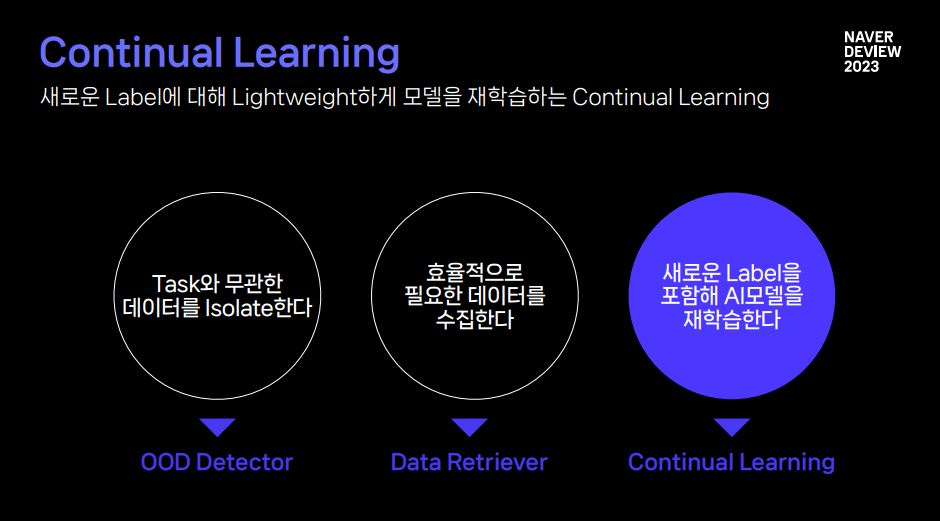 Continual Learning
NAVER
DEVIEW
2023
새로운 Label에 대해 Lightweight하게 모델을 재학습하는 Continual Learning
Task와 무관한
데이터를 Isolate한다
효율적으로
필요한 데이터를
수집한다
새로운 Label을
포함해 AI모델을
재학습한다
OOD Detector
Data Retriever
Continual Learning